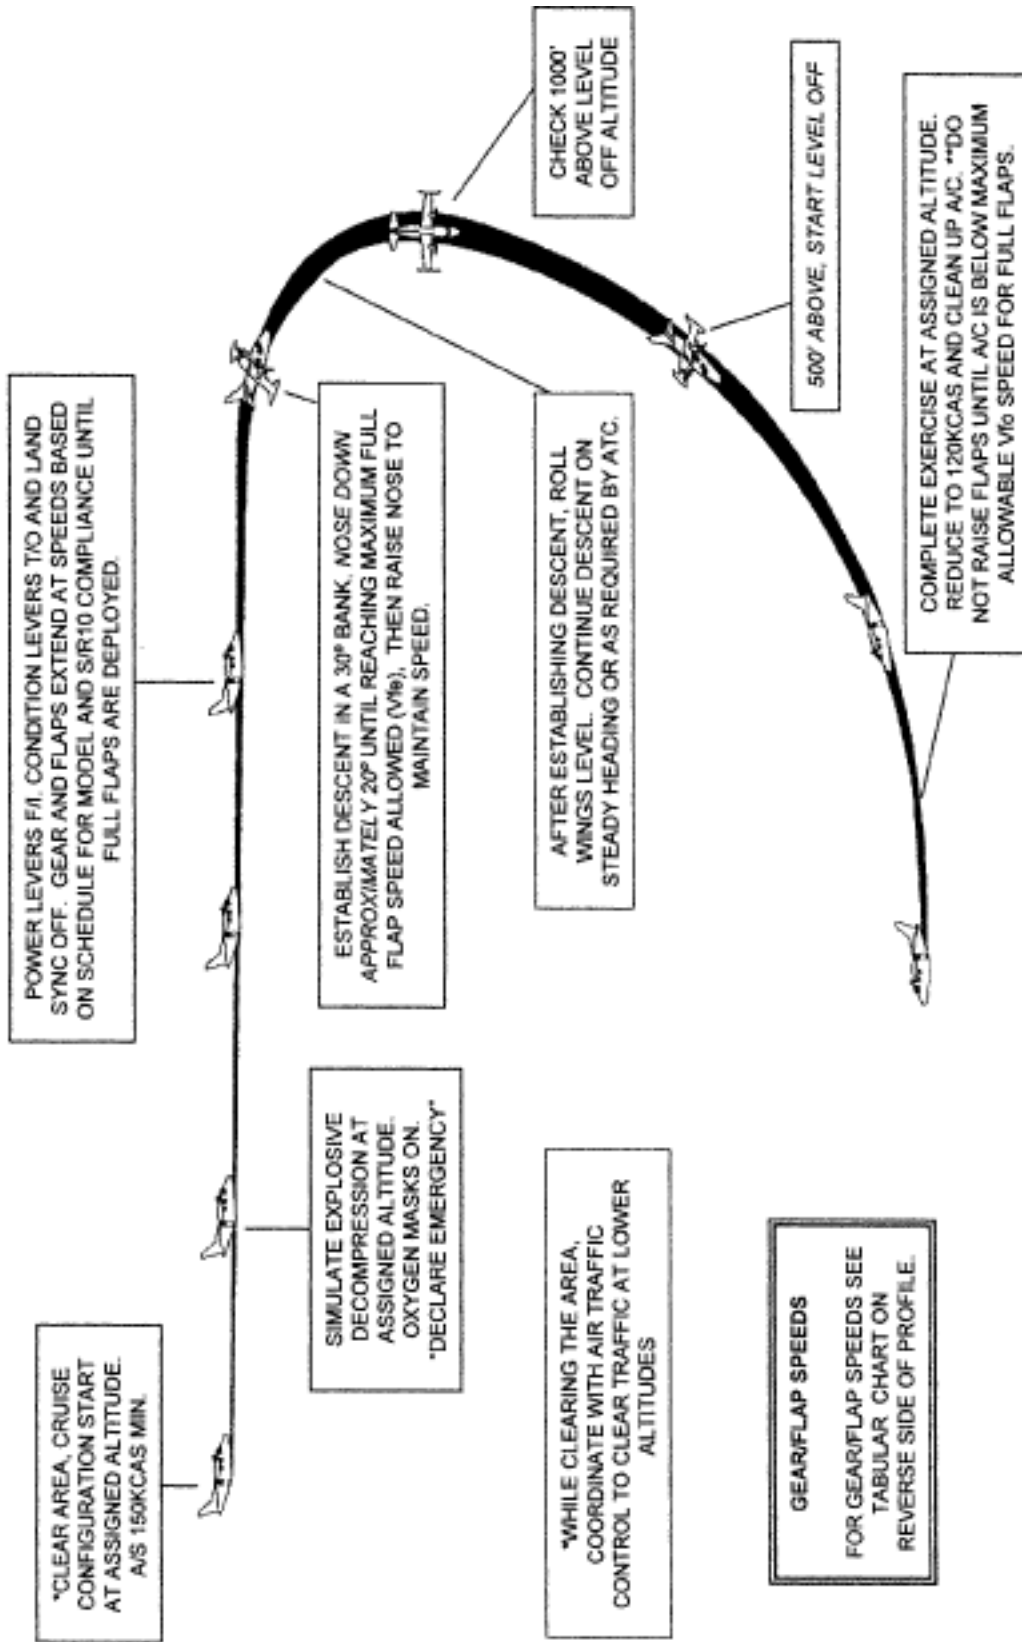 *CLEAR AREA, CRUISE
CONFIGURATION START
AT ASSIGNED ALTITUDE.
A/S 150KCAS MIN.
SIMULATE EXPLOSIVE
DECOMPRESSION AT
ASSIGNED ALTITUDE.
OXYGEN MASKS ON.
"DECLARE EMERGENCY"
POWER LEVERS F/I. CONDITION LEVERS T/O AND LAND
SYNC OFF. GEAR AND FLAPS EXTEND AT SPEEDS BASED
ON SCHEDULE FOR MODEL AND S/R10 COMPLIANCE UNTIL
FULL FLAPS ARE DEPLOYED.
ESTABLISH DESCENT IN A 30º BANK, NOSE DOWN
APPROXIMATELY 20º UNTIL REACHING MAXIMUM FULL
FLAP SPEED ALLOWED (Vfe), THEN RAISE NOSE TO
MAINTAIN SPEED.
AFTER ESTABLISHING DESCENT, ROLL
WINGS LEVEL. CONTINUE DESCENT ON
STEADY HEADING OR AS REQUIRED BY ATC.
CHECK 1000'
ABOVE LEVEL
OFF ALTITUDE
500' ABOVE, START LEVEL OFF
COMPLETE EXERCISE AT ASSIGNED ALTITUDE.
REDUCE TO 120KCAS AND CLEAN UP A/C. **DO
NOT RAISE FLAPS UNTIL A/C IS BELOW MAXIMUM
ALLOWABLE Vfo SPEED FOR FULL FLAPS.
*WHILE CLEARING THE AREA,
COORDINATE WITH AIR TRAFFIC
CONTROL TO CLEAR TRAFFIC AT LOWER
ALTITUDES
GEAR/FLAP SPEEDS
FOR GEAR/FLAP SPEEDS SEE
TABULAR CHART ON
REVERSE SIDE OF PROFILE.